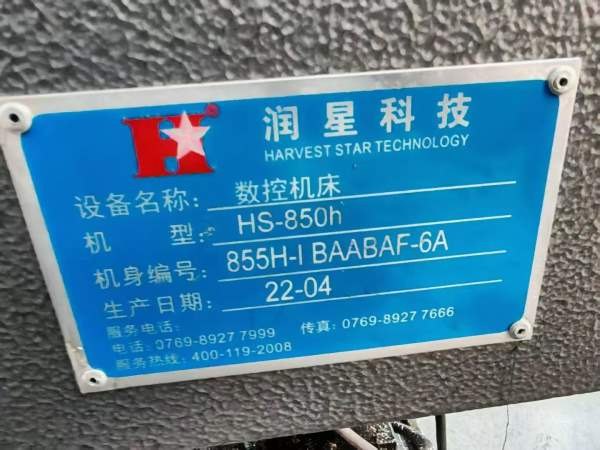 润星科技
HARVEST STAR TECHNOLOGY
设备名称: 数控机床
机 型: HS-850h
机身编号: 855H-I BAABAF-6A
生产日期: 22-04
服务电话:
电话: 0769-8927 7999 传真: 0769-8927 7666
服务热线: 400-119-2008